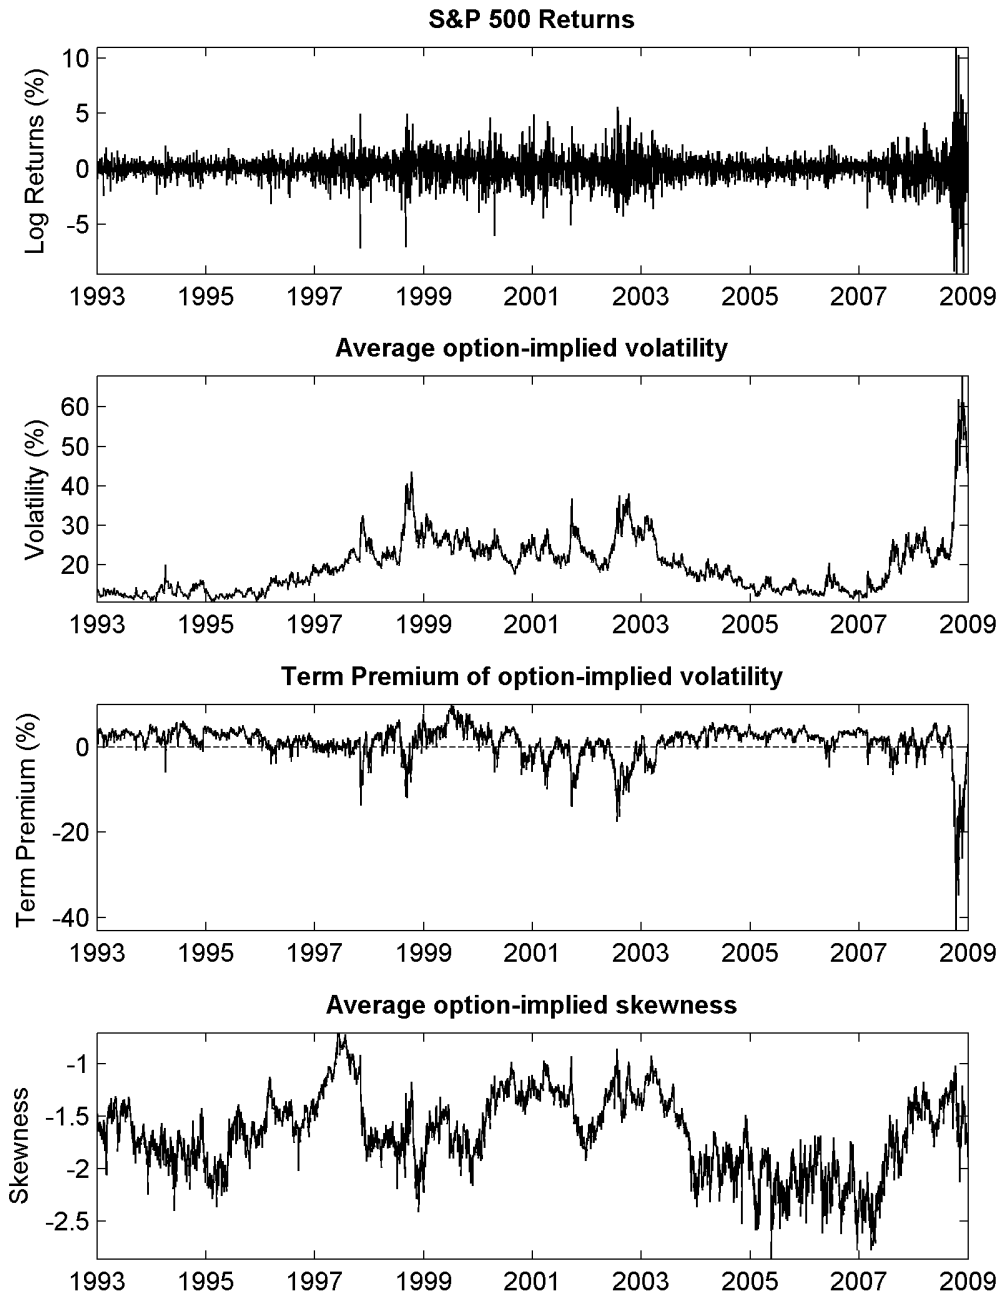 S&P 500 Returns
Log Returns (%)
10
5
0
-5
1993 1995 1997 1999 2001 2003 2005 2007 2009
Average option-implied volatility
Volatility (%)
60
50
40
30
20
1993 1995 1997 1999 2001 2003 2005 2007 2009
Term Premium of option-implied volatility
Term Premium (%)
0
-20
-40
1993 1995 1997 1999 2001 2003 2005 2007 2009
Average option-implied skewness
Skewness
-1
-1.5
-2
-2.5
1993 1995 1997 1999 2001 2003 2005 2007 2009